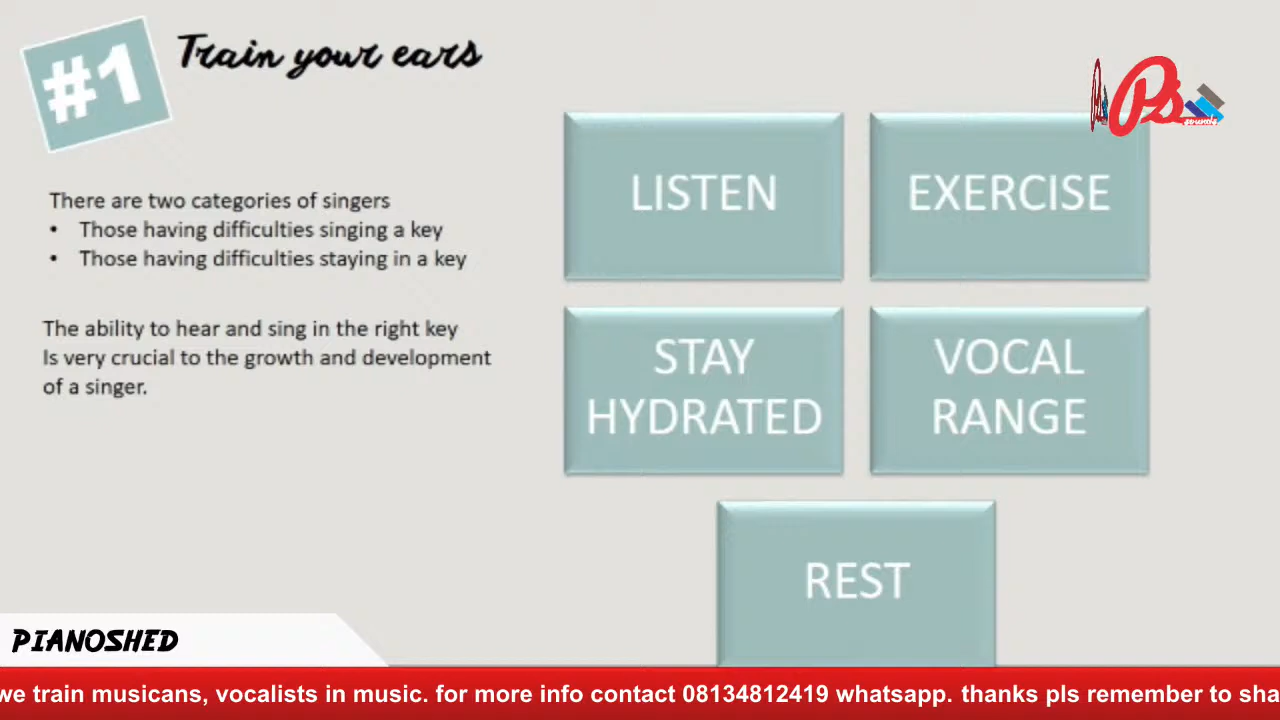 #1
Train your ears
There are two categories of singers
• Those having difficulties singing a key
• Those having difficulties staying in a key
The ability to hear and sing in the right key
Is very crucial to the growth and development
of a singer.
Ps
sounds
LISTEN
EXERCISE
STAY
HYDRATED
VOCAL
RANGE
REST
PIANOSHED
we train musicans, vocalists in music. for more info contact 08134812419 whatsapp. thanks pls remember to sha